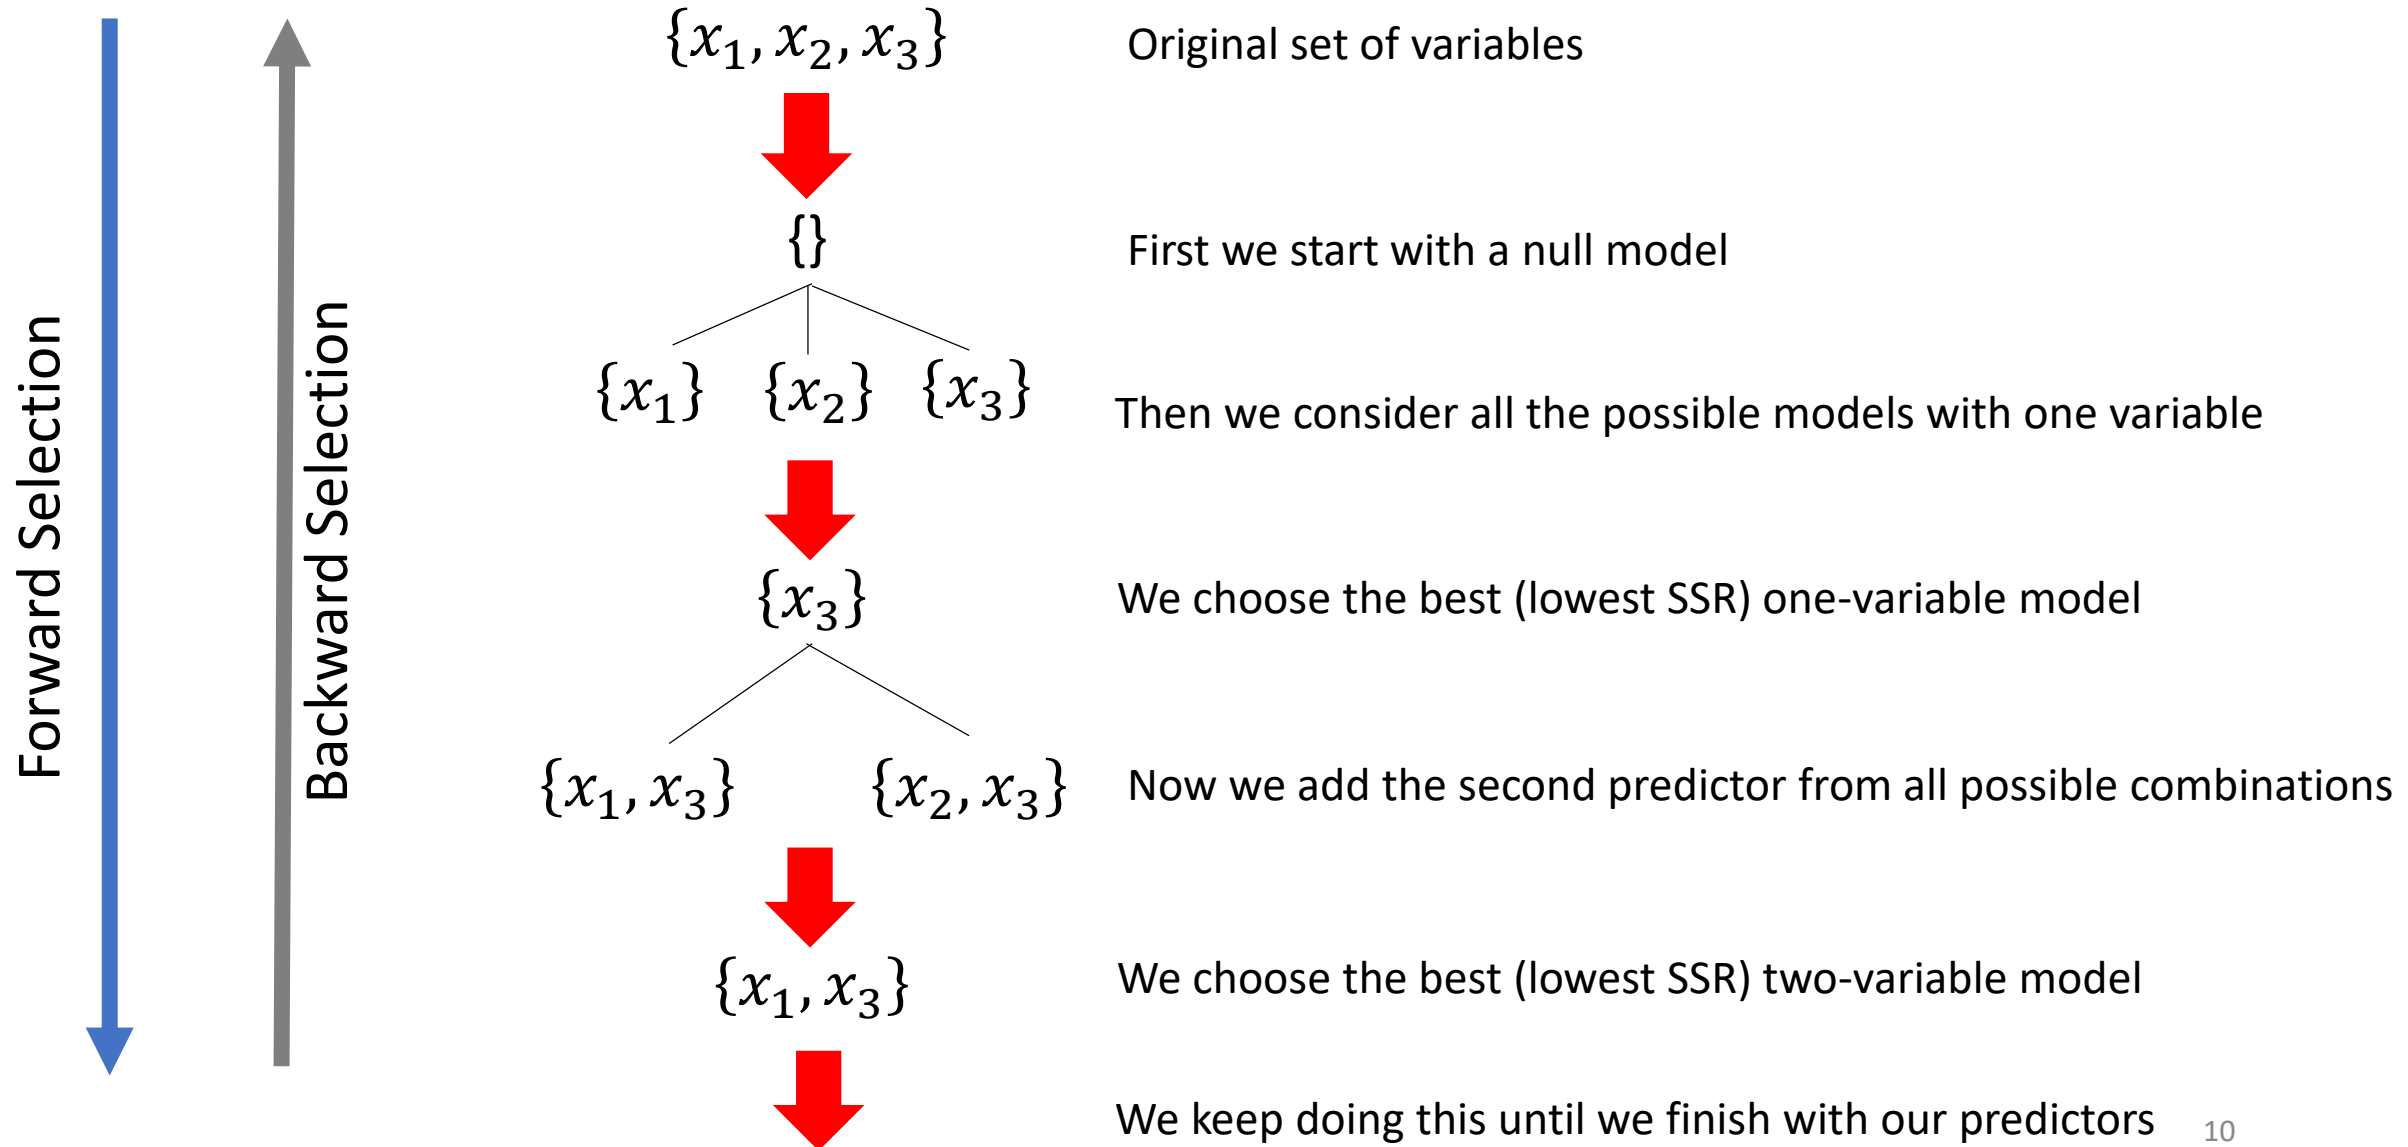 Forward Selection
Backward Selection
{x₁, x₂, x₃}
Original set of variables
{}
First we start with a null model
{x₁} {x₂} {x₃}
Then we consider all the possible models with one variable
{x₃}
We choose the best (lowest SSR) one-variable model
{x₁, x₃} {x₂, x₃}
Now we add the second predictor from all possible combinations
{x₁, x₃}
We choose the best (lowest SSR) two-variable model
We keep doing this until we finish with our predictors
10